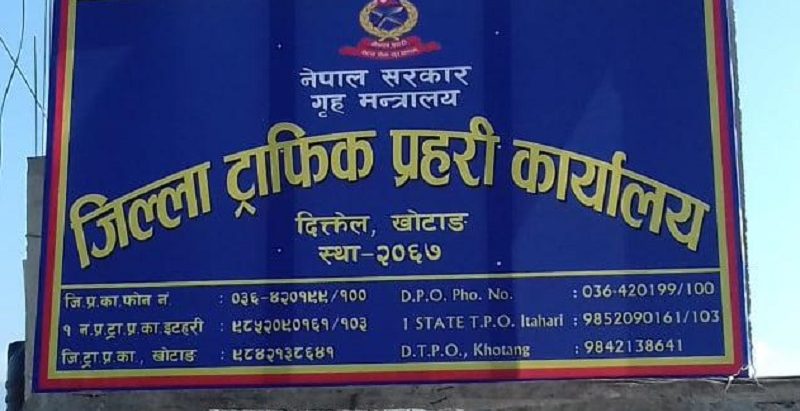 नेपाल सरकार
गृह मन्त्रालय
जिल्ला ट्राफिक प्रहरी कार्यालय
दिक्तेल, खोटाङ
स्था-२०६७
जि.प्र.का.फोन नं. : ०३६-४२०१९९/१०० D.P.O. Pho. No. : 036-420199/100
१ न.प्र.ट्रा.प्र.का.इटहरी : ९८५२०९०१६१/१०३ 1 STATE T.P.O. Itahari : 9852090161/103
जि.ट्रा.प्र.का., खोटाङ : ९८४२१३८६४१ D.T.P.O., Khotang : 9842138641